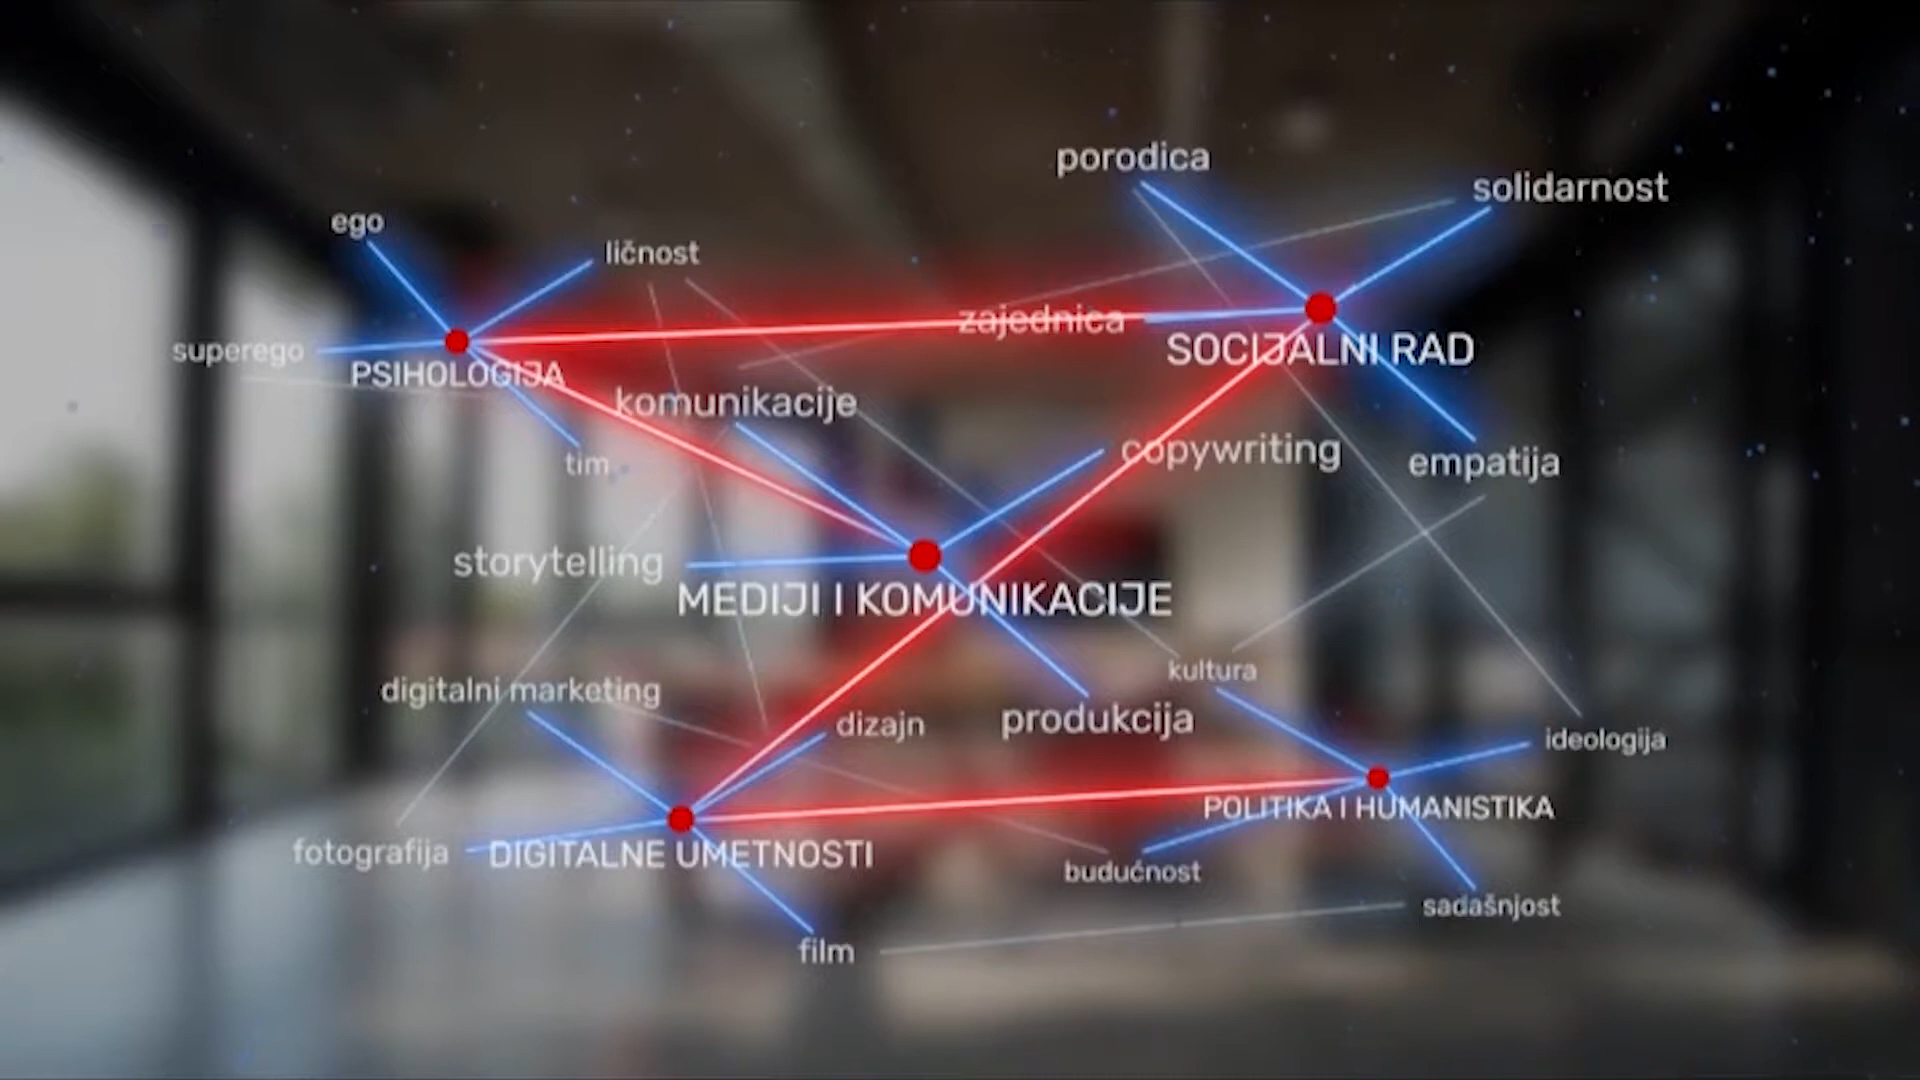 porodica
solidarnost
ego
ličnost
zajednica
superego
PSIHOLOGIJA
SOCIJALNI RAD
komunikacije
copywriting
tim
empatija
storytelling
MEDIJI I KOMUNIKACIJE
kultura
digitalni marketing
dizajn
produkcija
ideologija
POLITIKA I HUMANISTIKA
fotografija
DIGITALNE UMETNOSTI
budućnost
sadašnjost
film